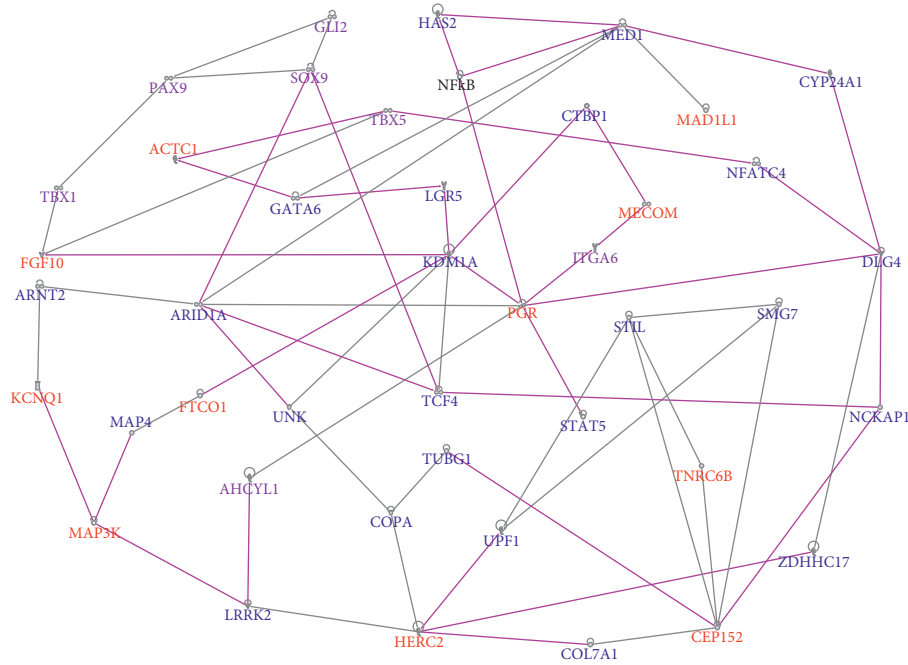 HAS2
GLI2
MED1
PAX9
SOX9
NFkB
CYP24A1
TBX5
CTBP1
MAD1L1
ACTC1
NFATC4
TBX1
GATA6
LGR5
MECOM
FGF10
KDM1A
ITGA6
DLG4
ARNT2
ARID1A
PGR
STIL
SMG7
KCNQ1
FTCO1
TCF4
MAP4
UNK
STAT5
NCKAP1
TUBG1
AHCYL1
TNRC6B
MAP3K
COPA
UPF1
ZDHHC17
LRRK2
HERC2
CEP152
COL7A1